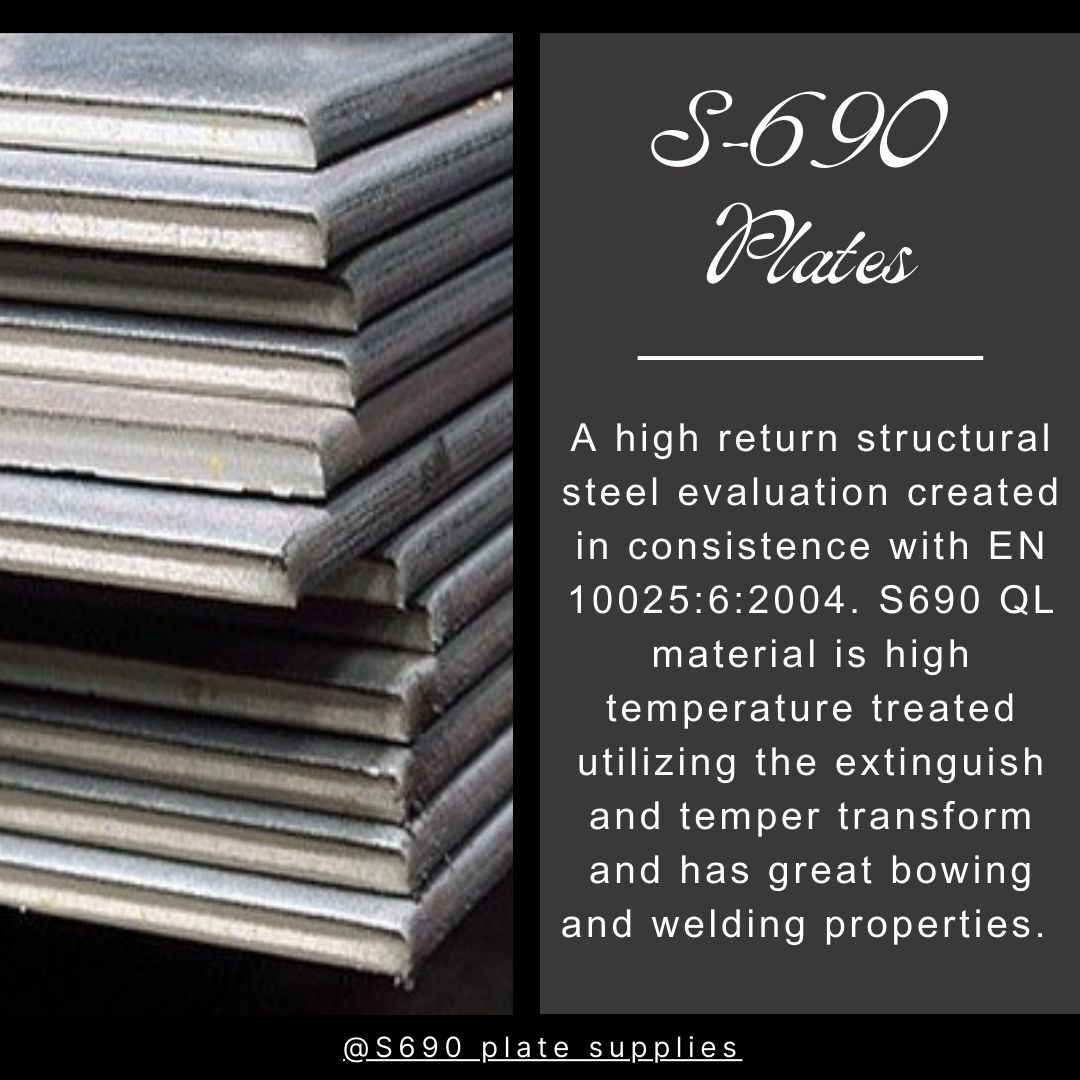 S-690
Plates
A high return structural
steel evaluation created
in consistence with EN
10025:6:2004. S690 QL
material is high
temperature treated
utilizing the extinguish
and temper transform
and has great bowing
and welding properties.
@S690 plate supplies